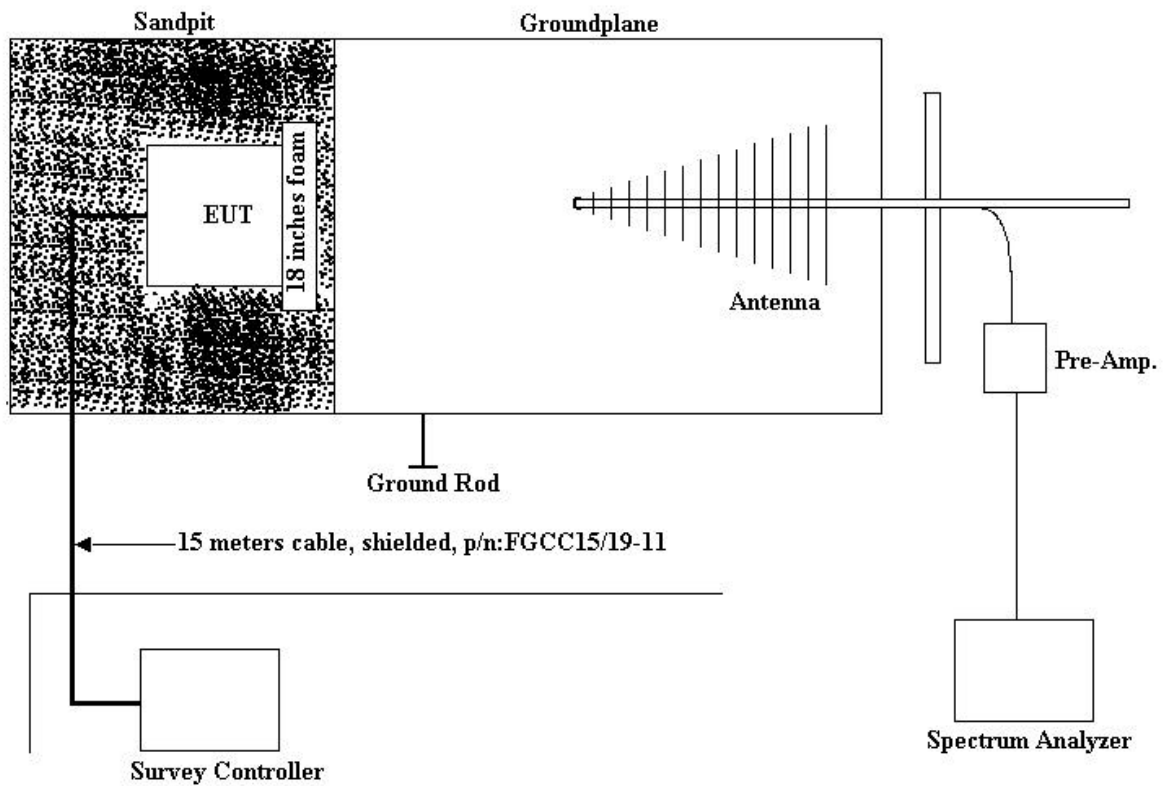 Sandpit
Groundplane
EUT
18 inches foam
Antenna
Pre-Amp.
Ground Rod
15 meters cable, shielded, p/n:FGCC15/19-11
Survey Controller
Spectrum Analyzer